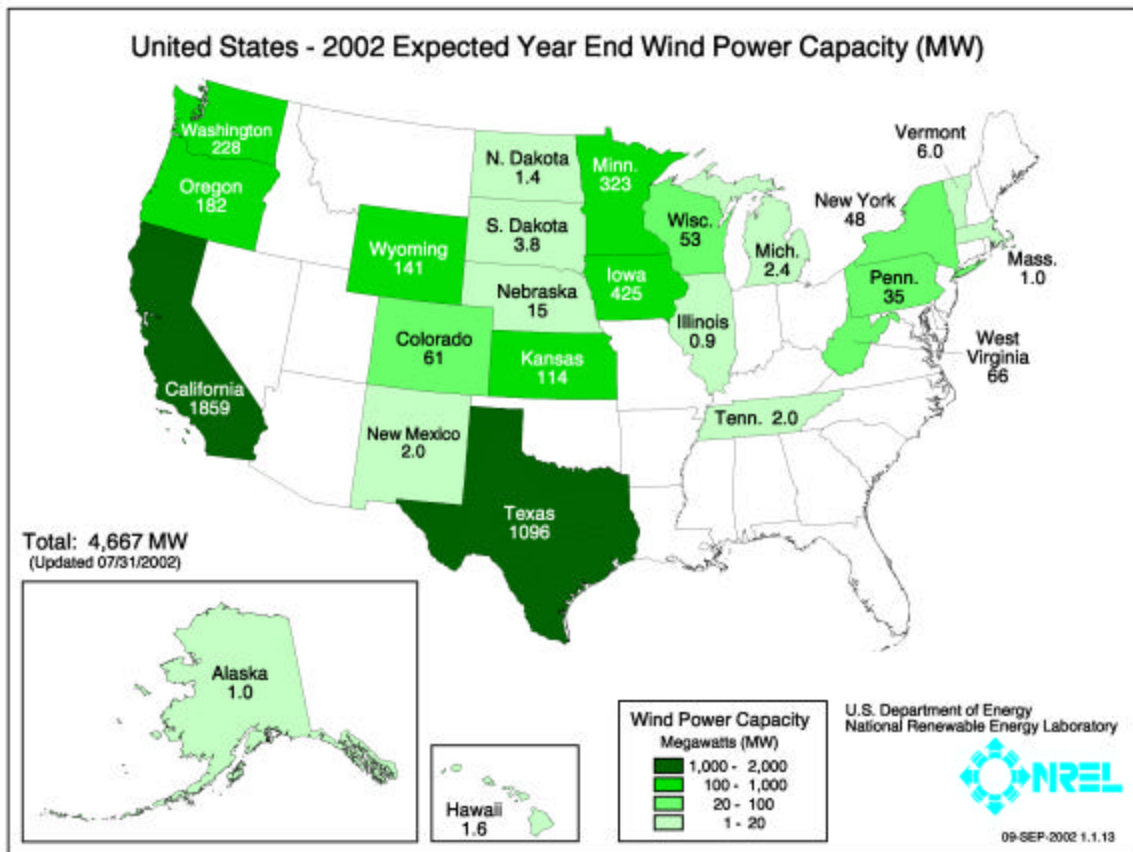 United States - 2002 Expected Year End Wind Power Capacity (MW)
Washington
228
Oregon
182
California
1859
Wyoming
141
Colorado
61
New Mexico
2.0
N. Dakota
1.4
S. Dakota
3.8
Nebraska
15
Kansas
114
Texas
1096
Minn.
323
Iowa
425
Wisc.
53
Illinois
0.9
Mich.
2.4
Tenn. 2.0
Vermont
6.0
New York
48
Mass.
1.0
Penn.
35
West
Virginia
66
Total: 4,667 MW
(Updated 07/31/2002)
Alaska
1.0
Hawaii
1.6
Wind Power Capacity
Megawatts (MW)
1,000 - 2,000
100 - 1,000
20 - 100
1 - 20
U.S. Department of Energy
National Renewable Energy Laboratory
NREL
09-SEP-2002 1.1.13